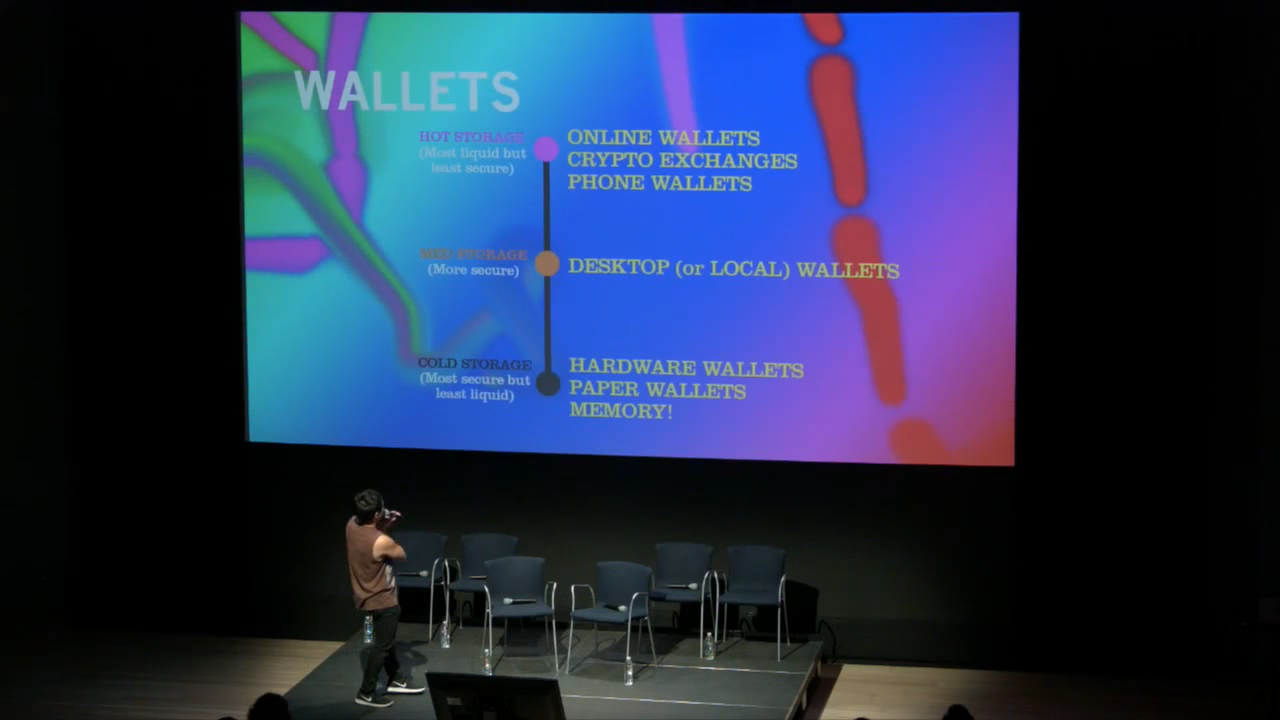 WALLETS
HOT STORAGE
(Most liquid but
least secure)
ONLINE WALLETS
CRYPTO EXCHANGES
PHONE WALLETS
STORAGE
(More secure)
DESKTOP (or LOCAL) WALLETS
COLD STORAGE
(Most secure but
least liquid)
HARDWARE WALLETS
PAPER WALLETS
MEMORY!